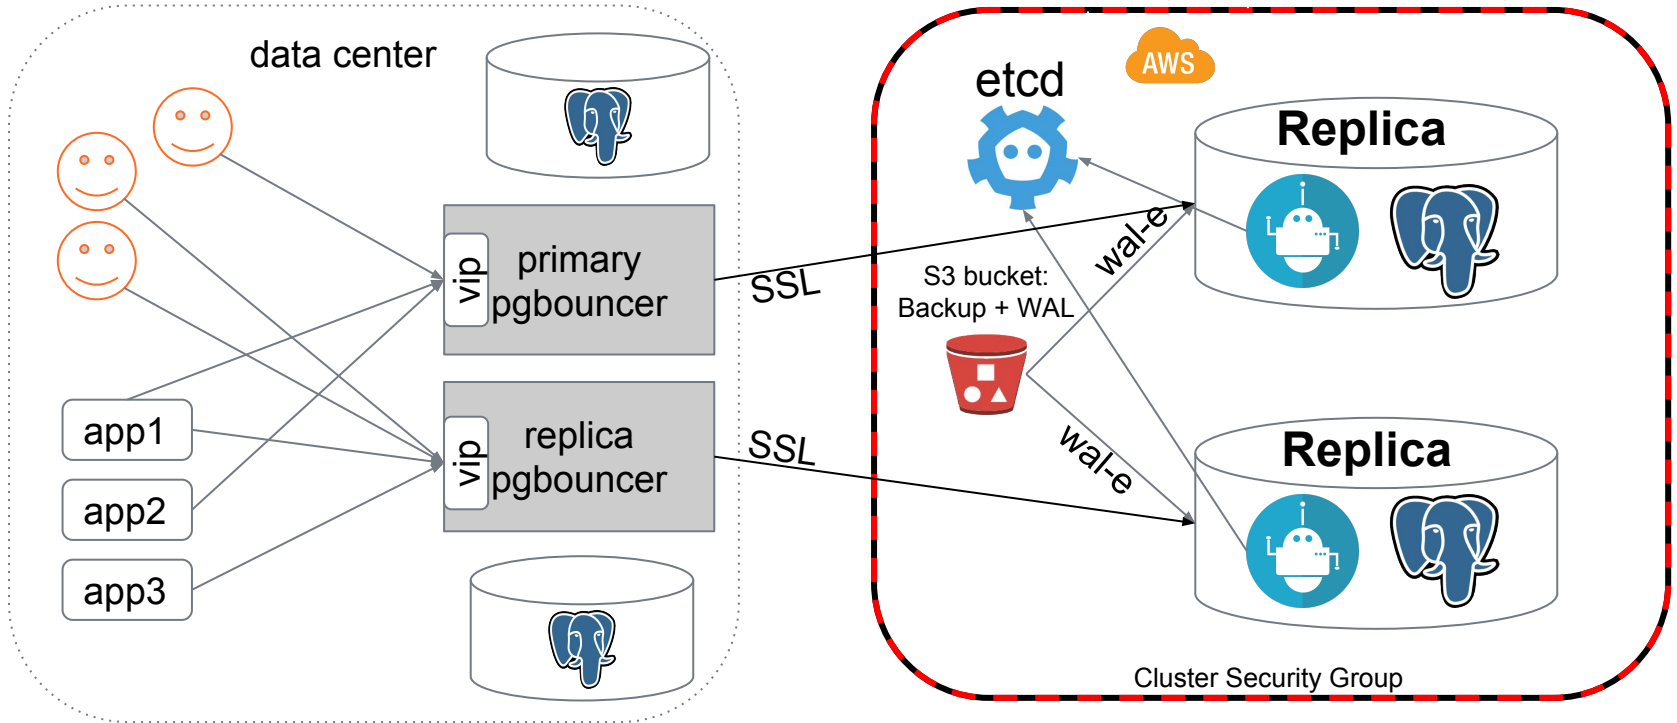 data center
vip
primary
pgbouncer
vip
replica
pgbouncer
app1
app2
app3
SSL
SSL
AWS
etcd
S3 bucket:
Backup + WAL
wal-e
wal-e
Replica
Replica
Cluster Security Group